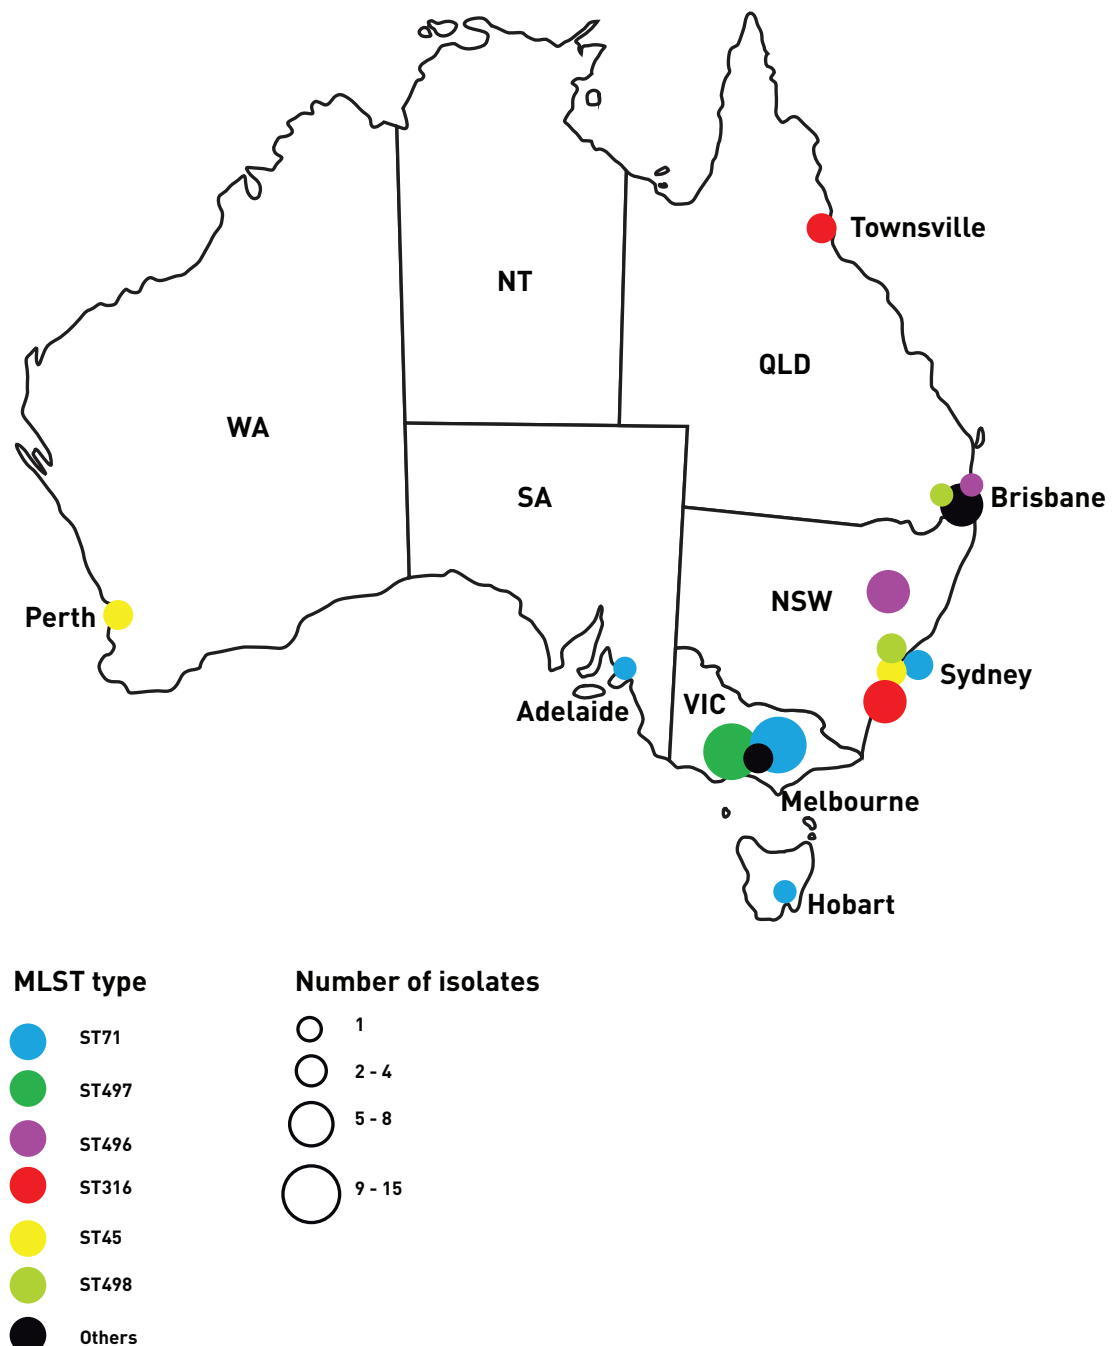 Townsville
NT
QLD
WA
SA
Brisbane
NSW
Perth
Sydney
VIC
Adelaide
Melbourne
Hobart
MLST type
ST71
ST497
ST496
ST316
ST45
ST498
Others
Number of isolates
1
2 - 4
5 - 8
9 - 15